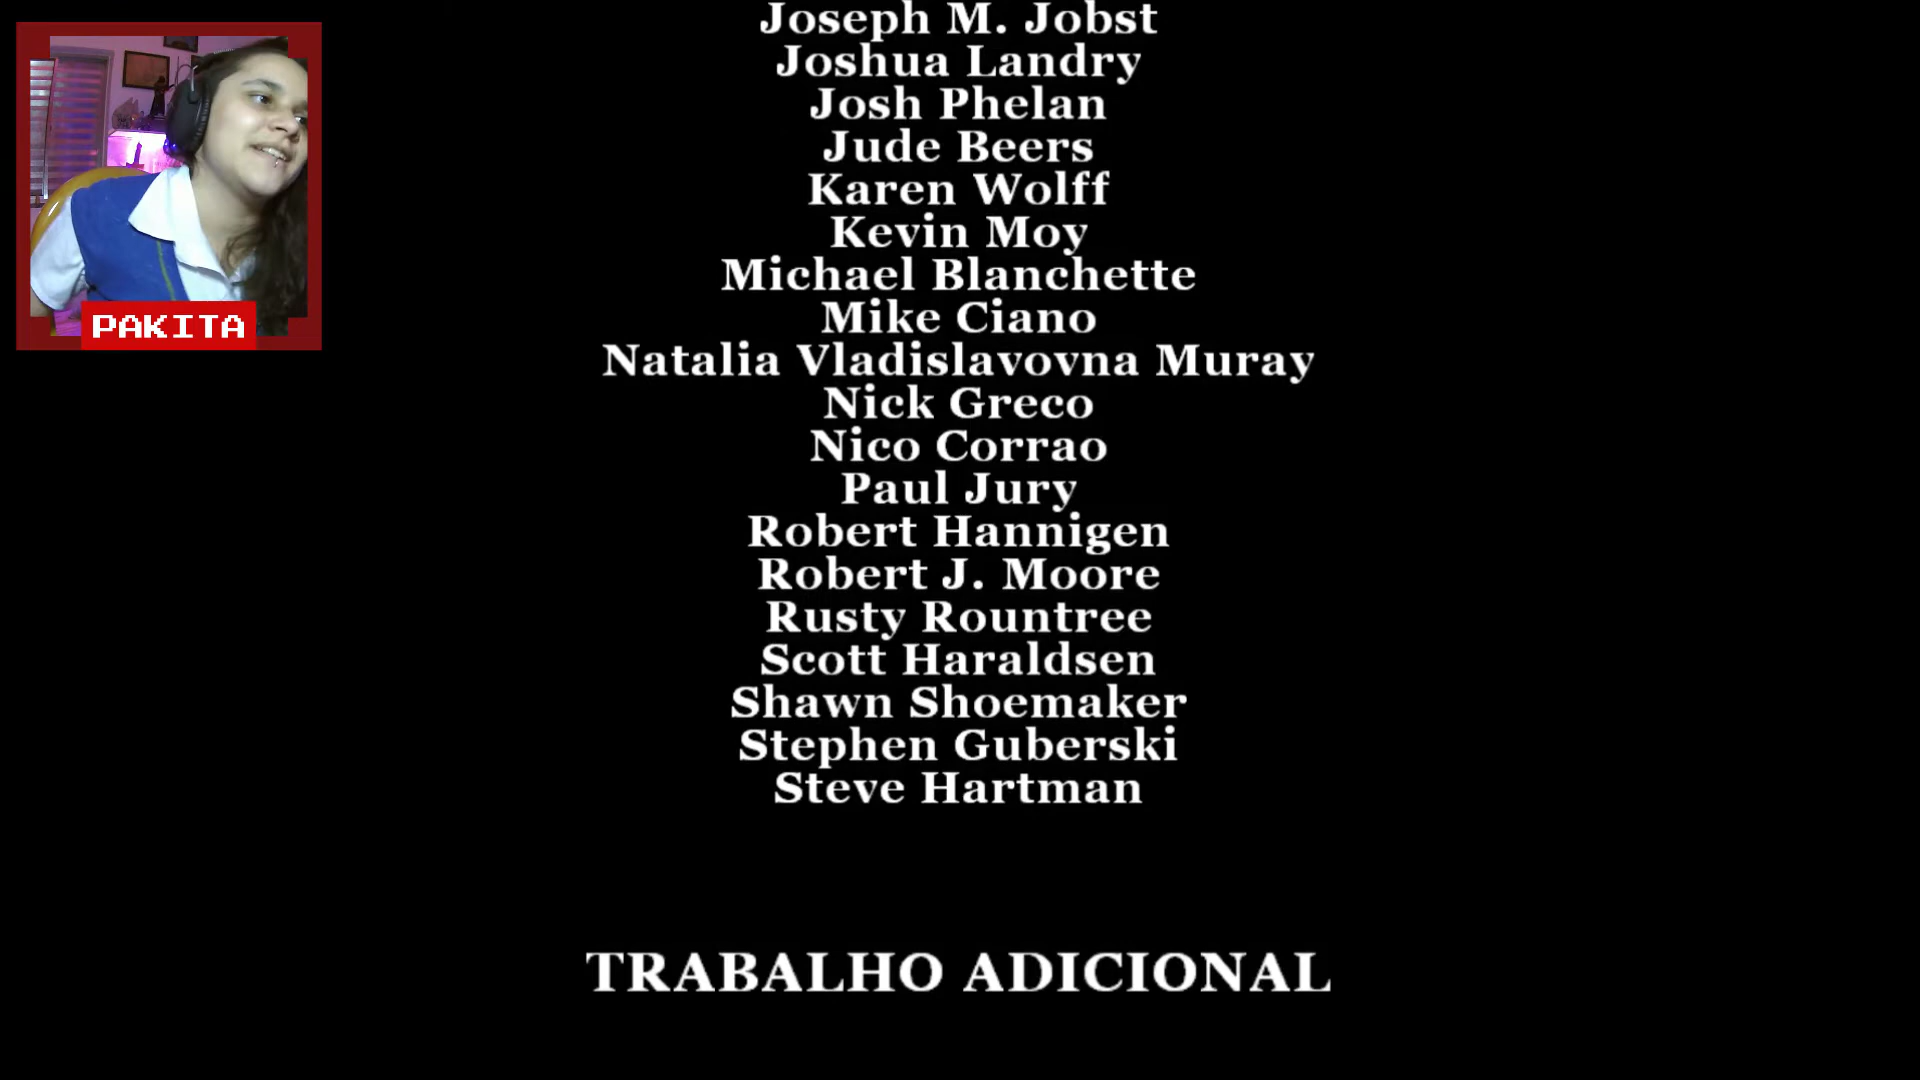 Joseph M. Jobst
Joshua Landry
Josh Phelan
Jude Beers
Karen Wolff
Kevin Moy
Michael Blanchette
Mike Ciano
Natalia Vladislavovna Muray
Nick Greco
Nico Corrao
Paul Jury
Robert Hannigen
Robert J. Moore
Rusty Rountree
Scott Haraldsen
Shawn Shoemaker
Stephen Guberski
Steve Hartman
TRABALHO ADICIONAL
PAKITA